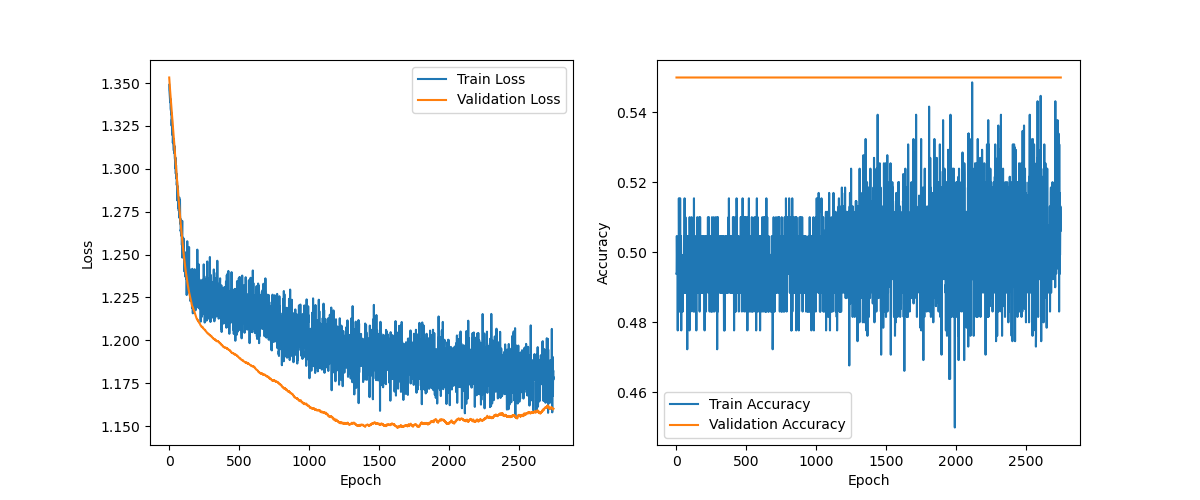 1.350
1.325
1.300
1.275
1.250
1.225
1.200
1.175
1.150
Loss
0 500 1000 1500 2000 2500
Epoch
Train Loss
Validation Loss
0.54
0.52
0.50
0.48
0.46
Accuracy
0 500 1000 1500 2000 2500
Epoch
Train Accuracy
Validation Accuracy